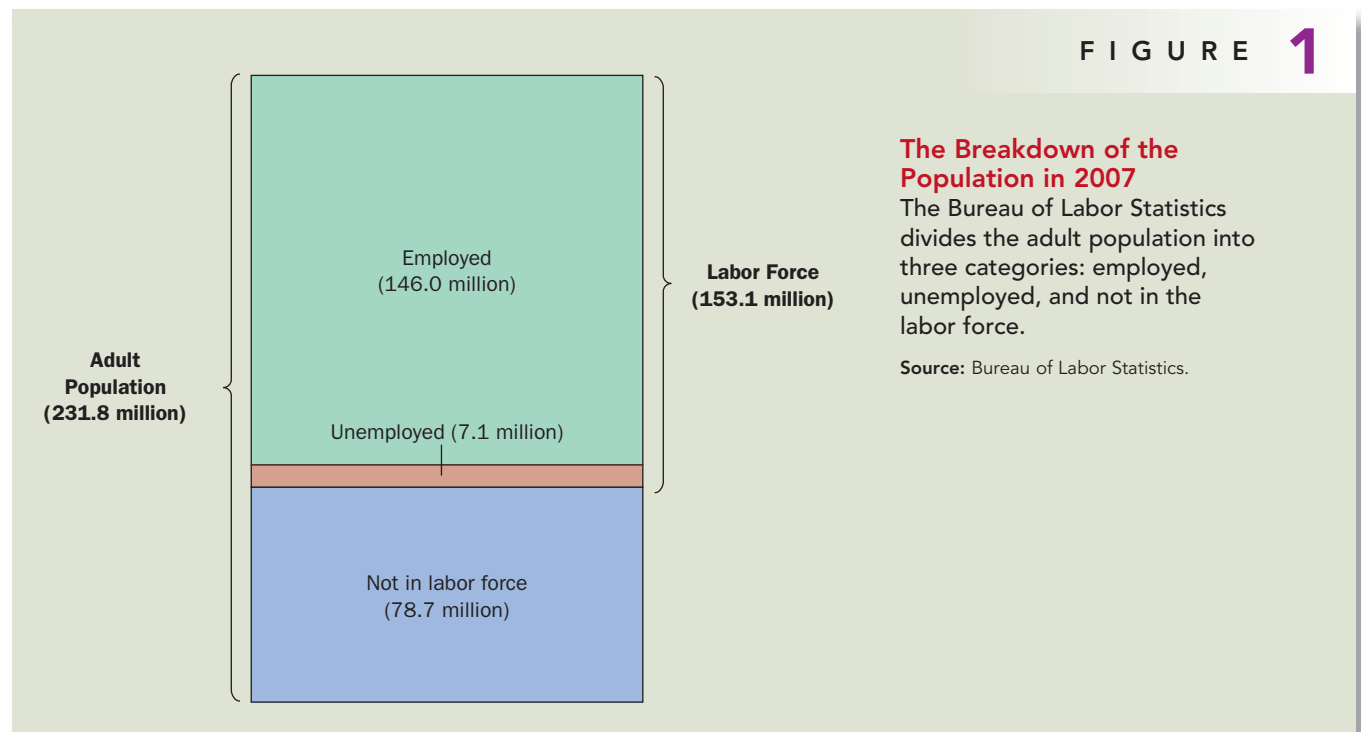 FIGURE 1
The Breakdown of the
Population in 2007
The Bureau of Labor Statistics
divides the adult population into
three categories: employed,
unemployed, and not in the
labor force.
Source: Bureau of Labor Statistics.
Adult
Population
(231.8 million)
Employed
(146.0 million)
Unemployed (7.1 million)
Not in labor force
(78.7 million)
Labor Force
(153.1 million)